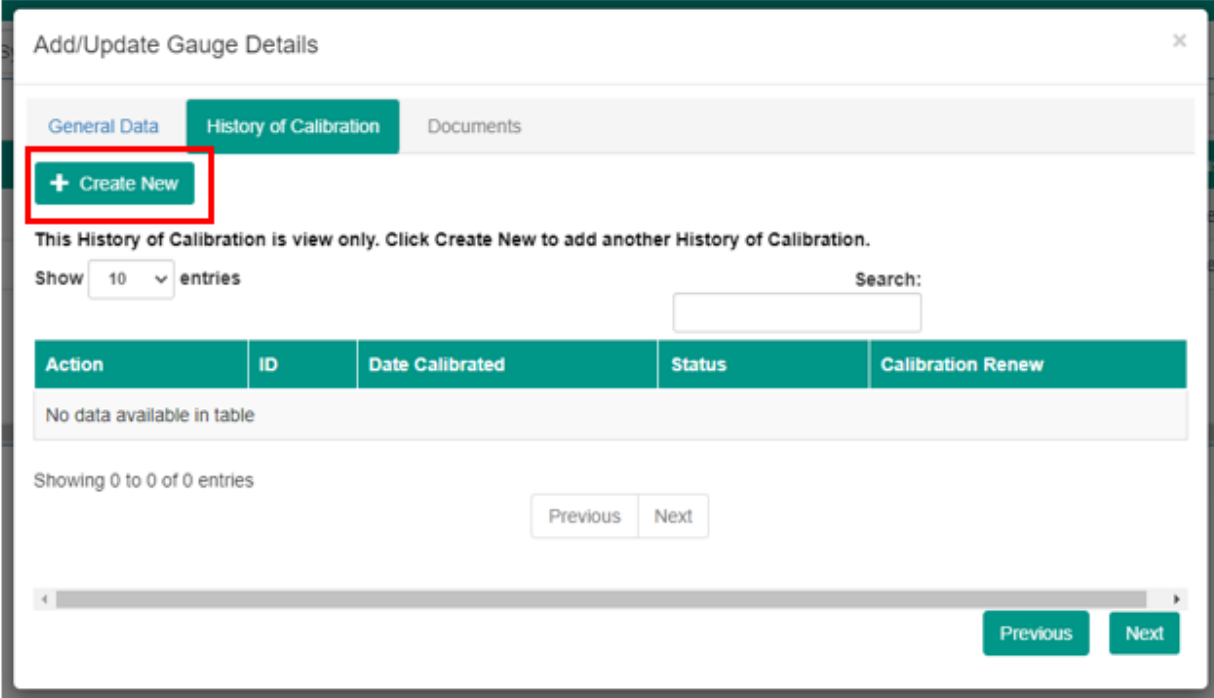 Add/Update Gauge Details ×
General Data History of Calibration Documents
+ Create New
This History of Calibration is view only. Click Create New to add another History of Calibration.
Show 10 entries
Search:
Action ID Date Calibrated Status Calibration Renew
No data available in table
Showing 0 to 0 of 0 entries
Previous Next
Previous Next